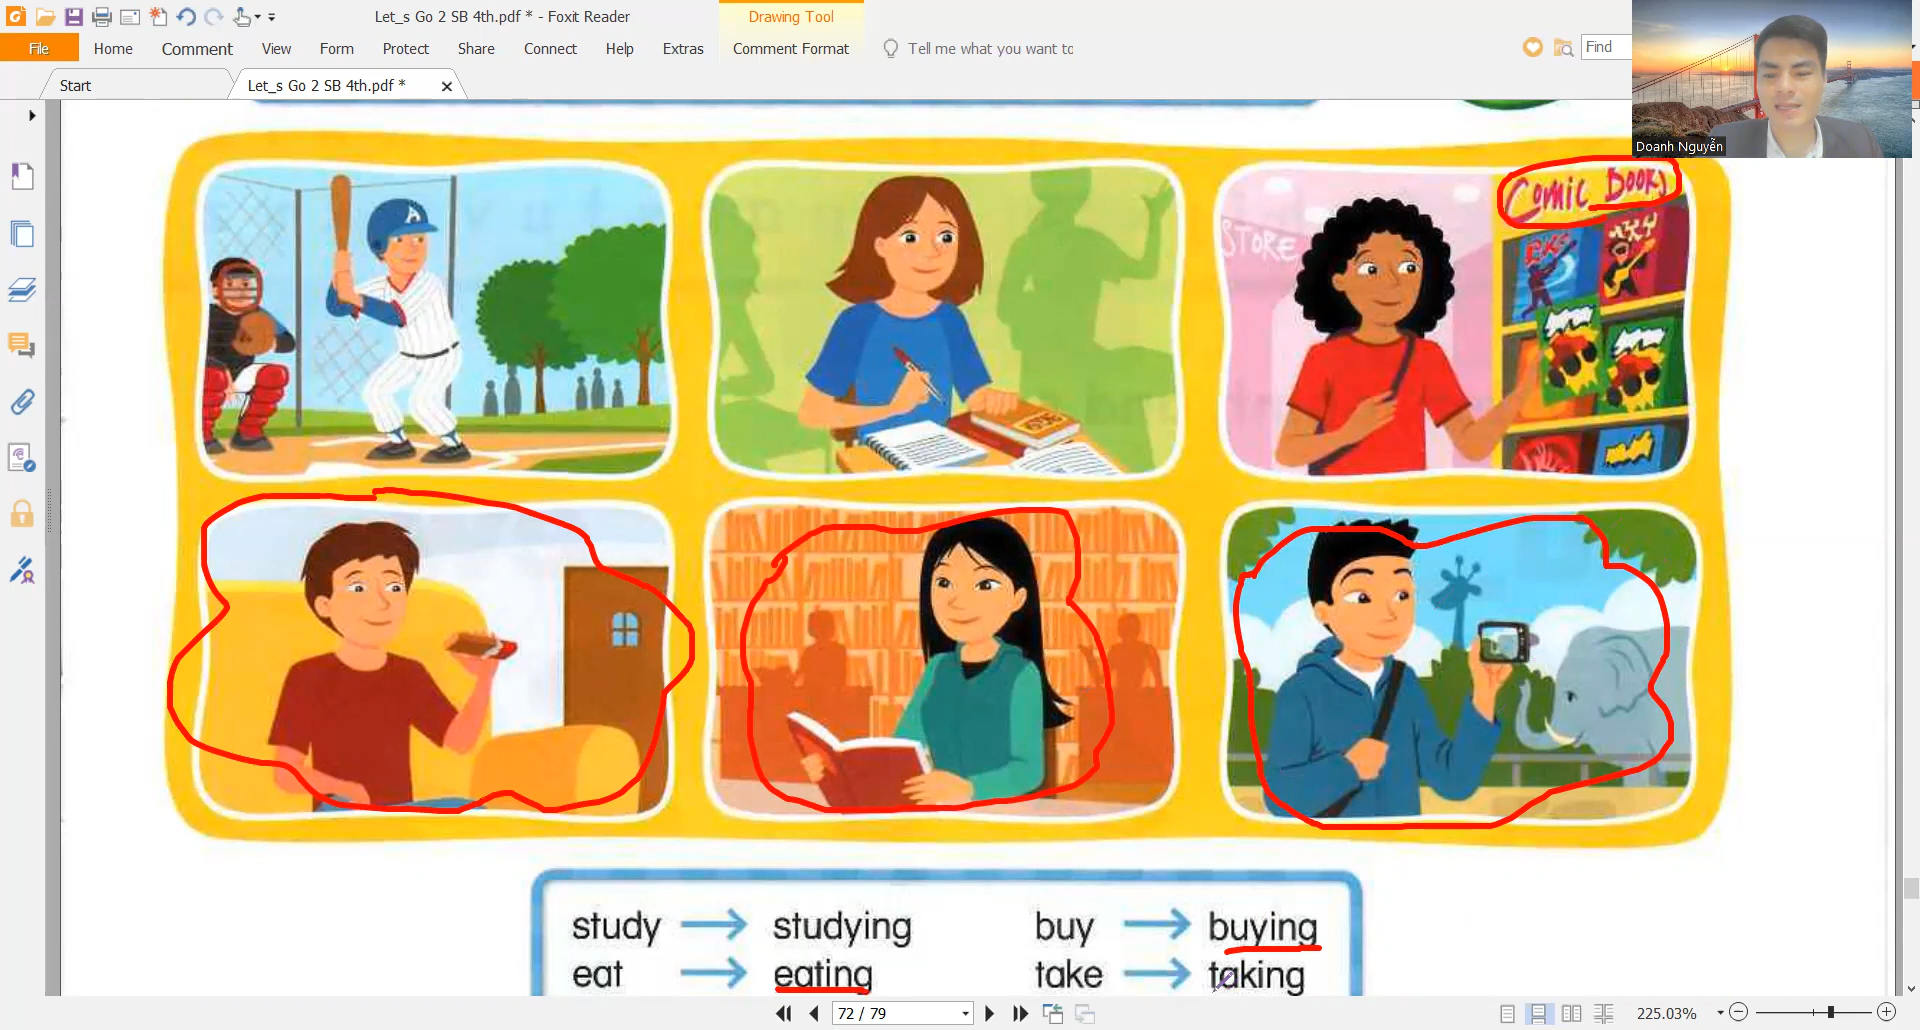 Let_s Go 2 SB 4th.pdf * - Foxit Reader
Drawing Tool
File
Home
Comment
View
Form
Protect
Share
Connect
Help
Extras
Comment Format
Tell me what you want to
Find
Start
Let_s Go 2 SB 4th.pdf *
Doanh Nguyễn
A
STORE
Comic Books
study → studying
buy → buying
eat → eating
take → taking
72 / 79
225.03%